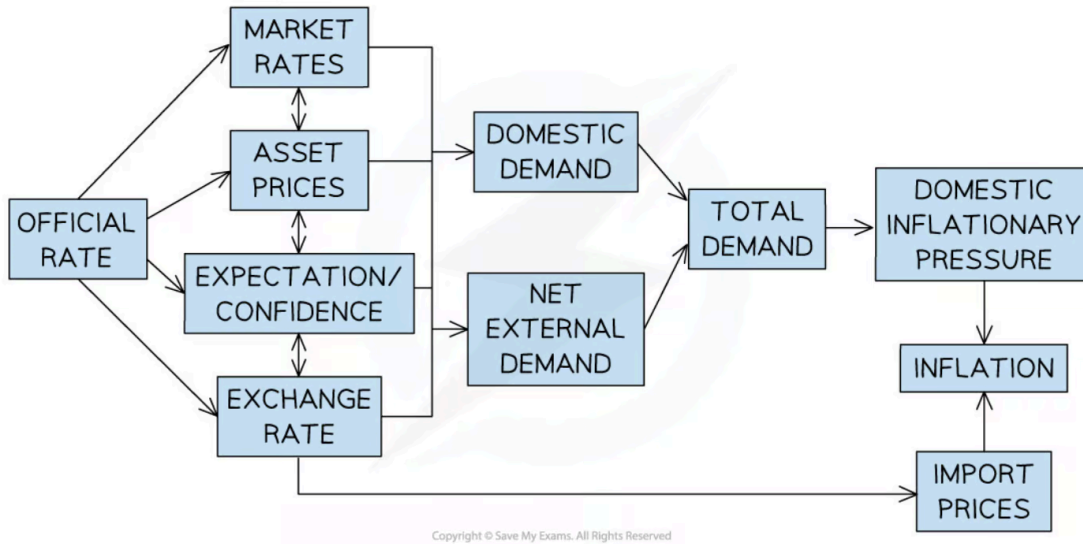 MARKET
RATES
ASSET
PRICES
OFFICIAL
RATE
EXPECTATION/
CONFIDENCE
EXCHANGE
RATE
DOMESTIC
DEMAND
NET
EXTERNAL
DEMAND
TOTAL
DEMAND
DOMESTIC
INFLATIONARY
PRESSURE
INFLATION
IMPORT
PRICES
Copyright © Save My Exams. All Rights Reserved